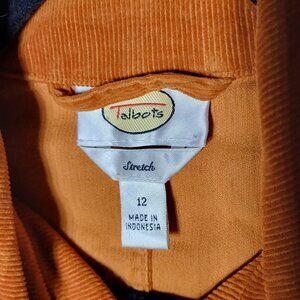 Talbots
Stretch
12
MADE IN
INDONESIA